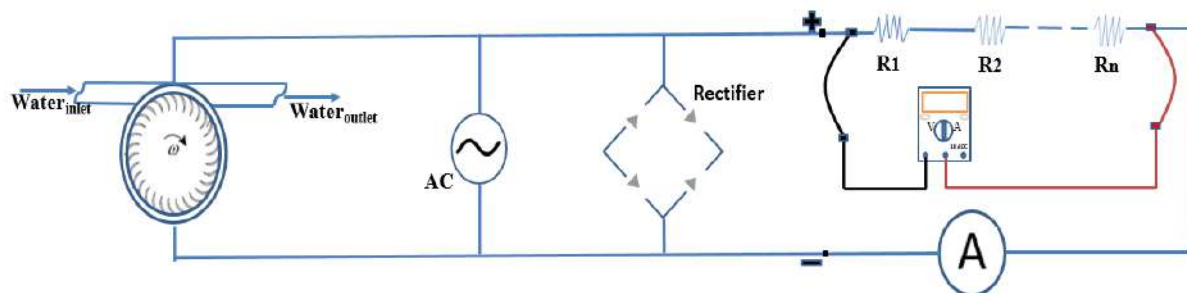 Water inlet
Water outlet
ω
AC
Rectifier
+
R1
R2
Rn
V
A
A
−